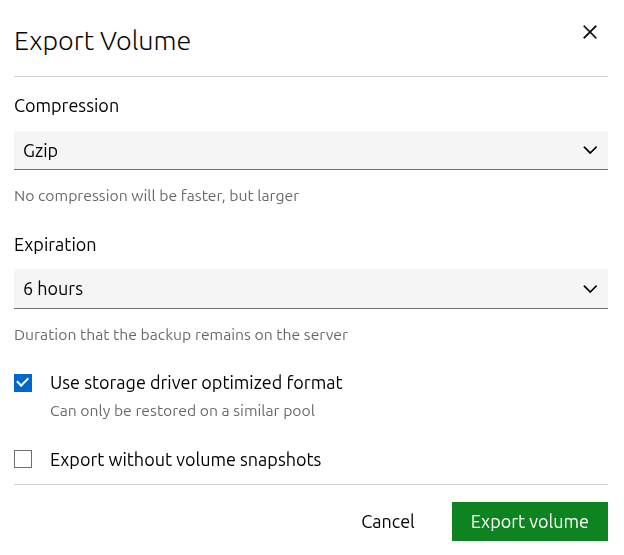 Export Volume
Compression
Gzip
No compression will be faster, but larger
Expiration
6 hours
Duration that the backup remains on the server
Use storage driver optimized format
Can only be restored on a similar pool
Export without volume snapshots
Cancel
Export volume